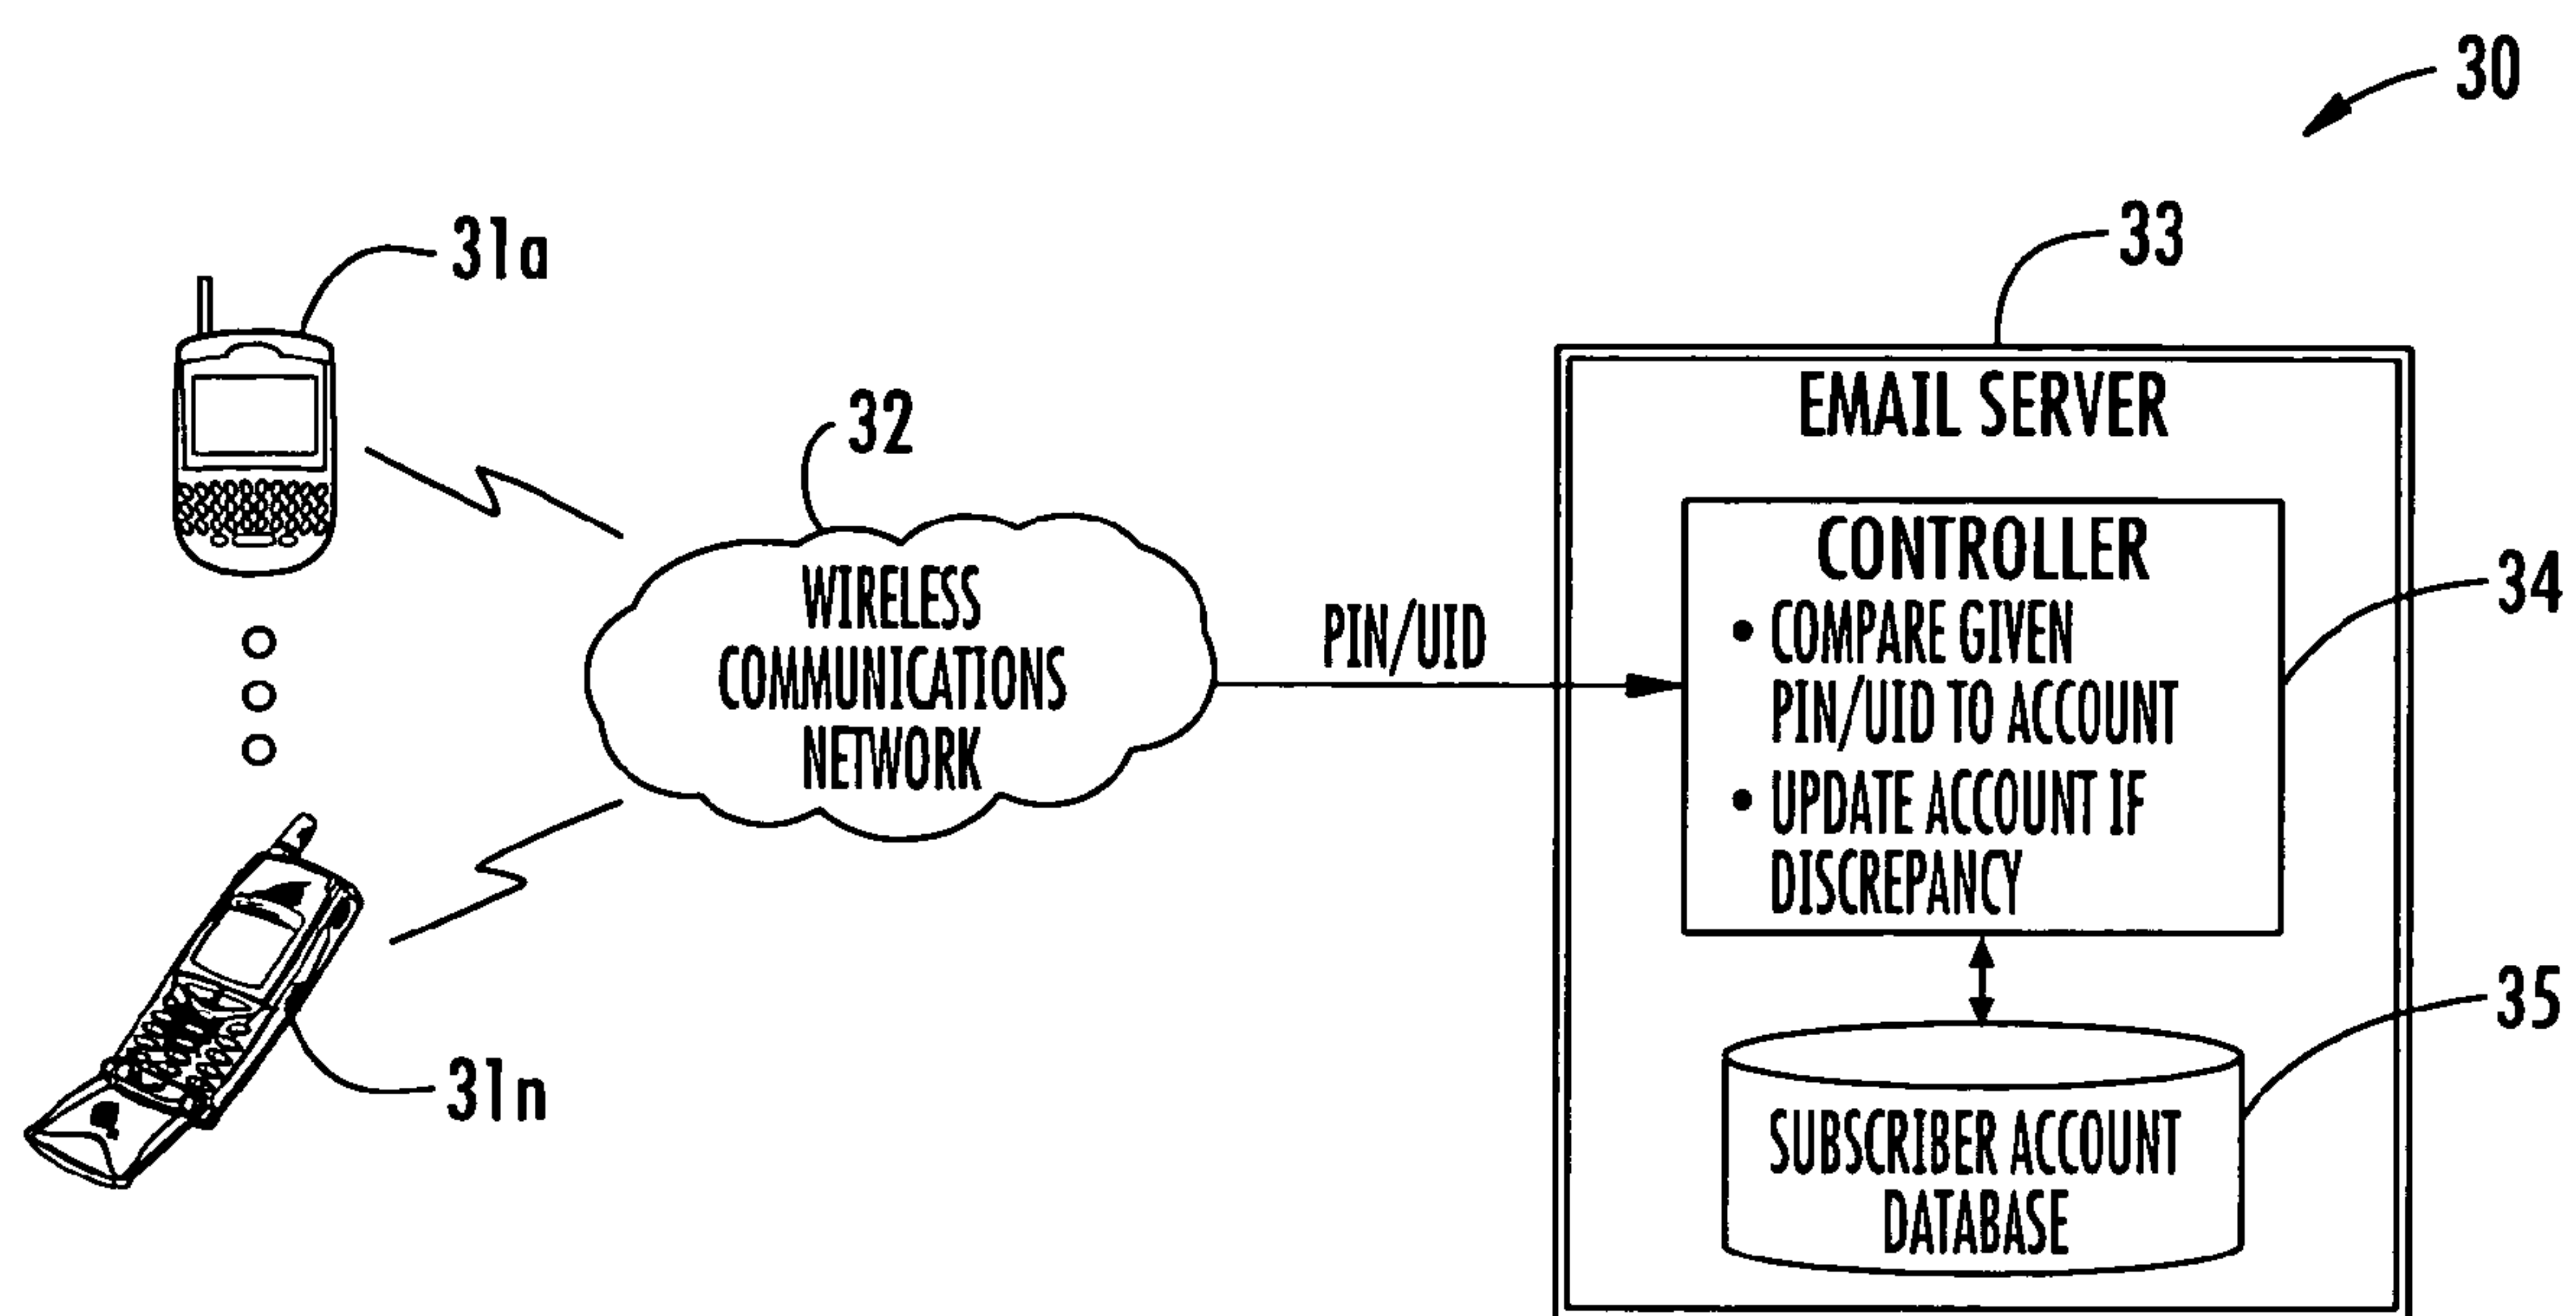 30
31a
33
32
EMAIL SERVER
CONTROLLER
• COMPARE GIVEN
PIN/UID TO ACCOUNT
• UPDATE ACCOUNT IF
DISCREPANCY
34
WIRELESS
COMMUNICATIONS
NETWORK
PIN/UID
31n
35
SUBSCRIBER ACCOUNT
DATABASE